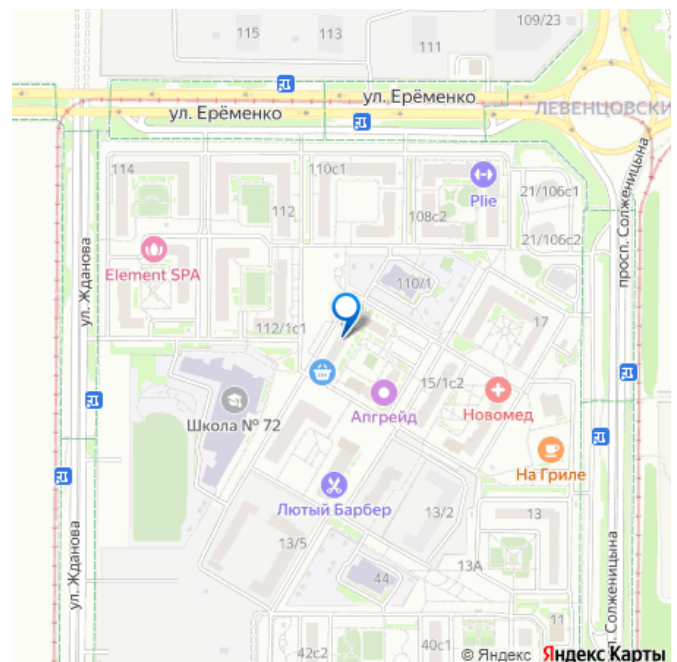 109/23
115
113
111
ул. Ерёменко
ул. Ерёменко
ЛЕВЕНЦОВСКИ
114
110с1
Plie
21/106с1
112
108с2
21/106с2
просп. Солженицына
ул. Жданова
Element SPA
110/1
112/1с1
17
15/1с2
Школа № 72
Апгрейд
Новомед
На Гриле
Лютый Барбер
13/2
13
ул. Жданова
13/5
13А
44
п. Солженицына
11
42с2
40с1
© Яндекс Яндекс Карты